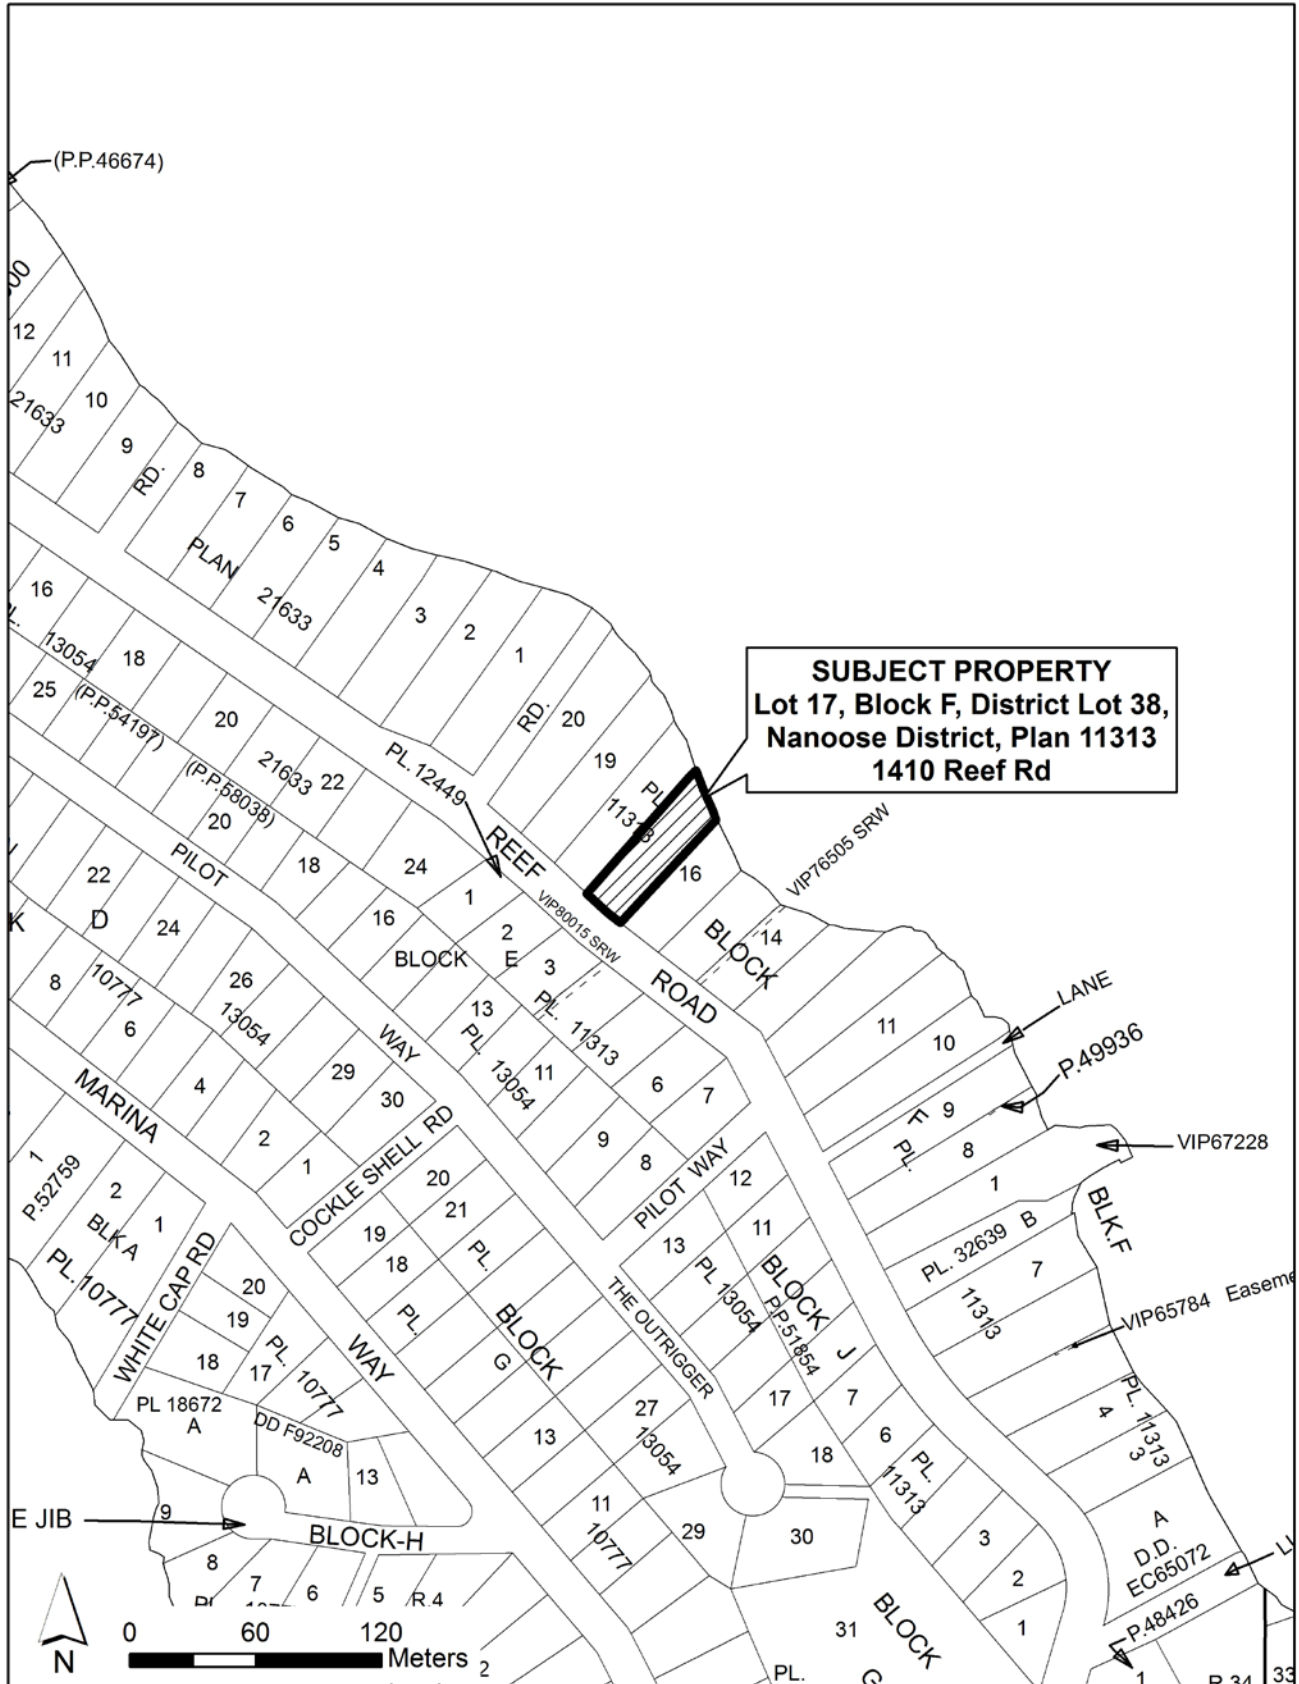 (P.P.46674)
12
11
21633
10
9
RD.
8
7
6
5
4
3
2
1
PLAN
21633
RD.
20
19
PL.
11313
SUBJECT PROPERTY
Lot 17, Block F, District Lot 38,
Nanoose District, Plan 11313
1410 Reef Rd
16
13054
18
25
(P.P.54197)
20
(P.P.58038)
21633
22
20
PL. 12449
REEF
ROAD
VIP80015 SRW
VIP76505 SRW
16
BLOCK
14
PILOT
WAY
18
24
16
1
2
BLOCK E
3
PL. 11313
22
D
24
26
13054
8
10777
6
4
2
1
29
30
13
PL.
13054
11
9
8
6
7
11
10
LANE
P.49936
9
F
PL.
8
VIP67228
1
PL. 32639
B
BLK.F
7
11313
VIP65784
MARINA
WAY
1
P.52759
2
BLK A
1
PL. 10777
WHITE CAP RD
COCKLE SHELL RD
PILOT WAY
20
21
19
18
PL.
PL.
BLOCK
G
12
11
13
PL 13054
BLOCK
J
P.P.51854
THE OUTRIGGER
20
19
18
17
PL.
10777
PL 18672
A
DD F92208
A
13
27
13054
13
11
10777
29
17
18
7
6
PL.
11313
30
3
2
1
4
PL. 11313
3
A
D.D.
EC65072
P.48426
E JIB
9
BLOCK-H
8
7
6
5
R.4
31
BLOCK
G
PL.
1
R.34
33
N
0 60 120
Meters
2